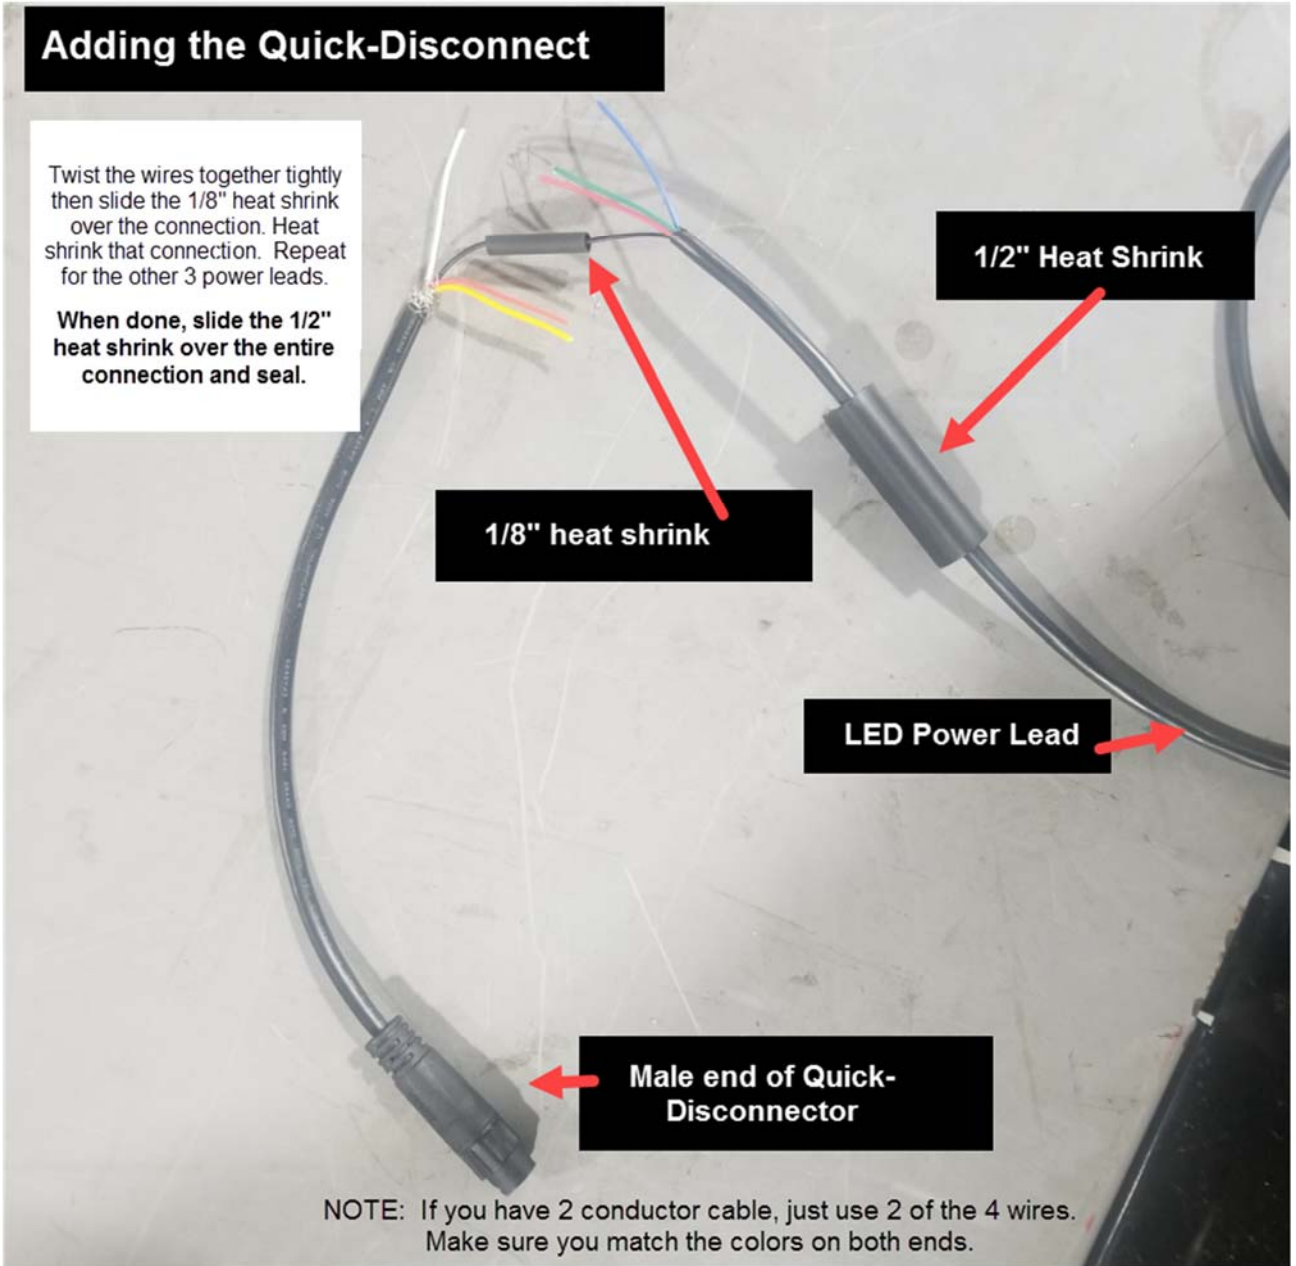 Adding the Quick-Disconnect
Twist the wires together tightly
then slide the 1/8" heat shrink
over the connection. Heat
shrink that connection.  Repeat
for the other 3 power leads.
When done, slide the 1/2"
heat shrink over the entire
connection and seal.
1/2" Heat Shrink
1/8" heat shrink
LED Power Lead
Male end of Quick-
Disconnector
NOTE:  If you have 2 conductor cable, just use 2 of the 4 wires.
Make sure you match the colors on both ends.